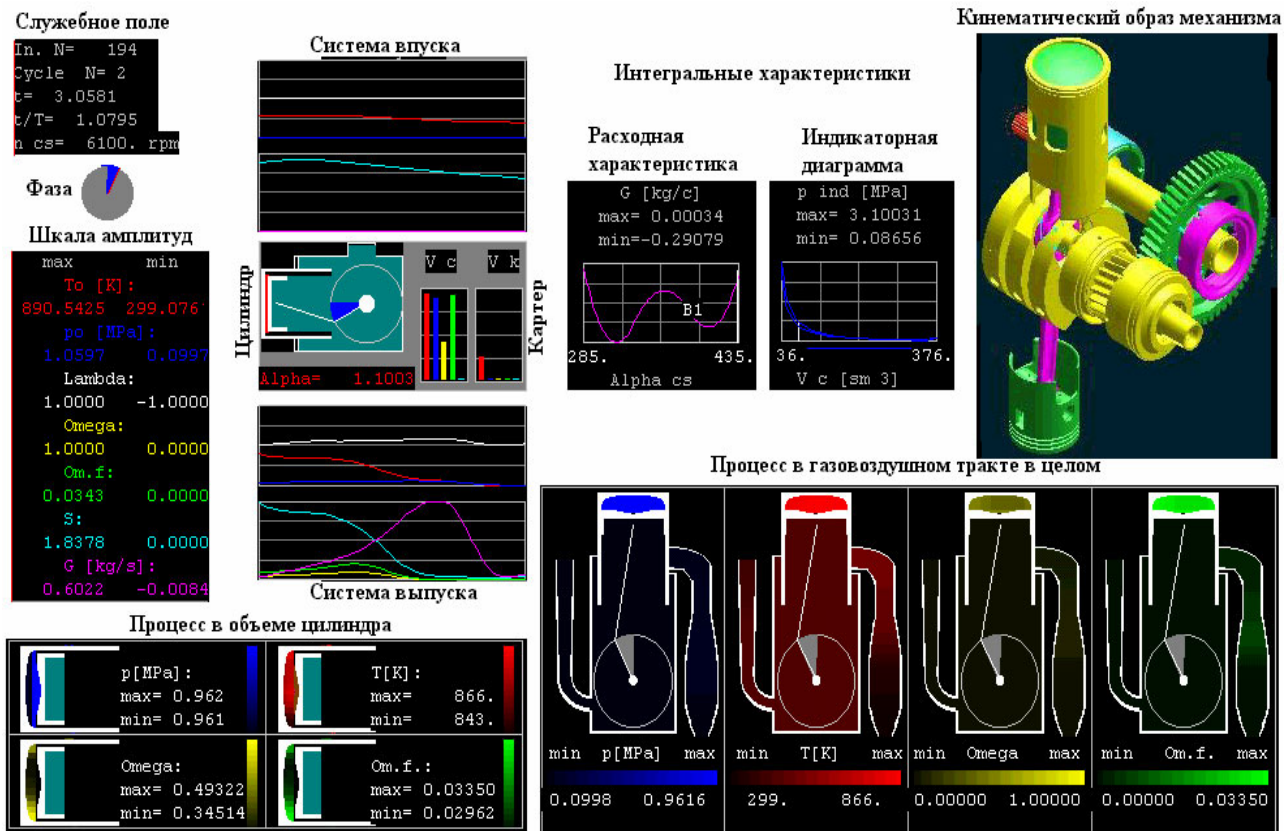 Служебное поле
In. N= 194
Cycle N= 2
t= 3.0581
t/T= 1.0795
n cs= 6100. rpm
Фаза
Шкала амплитуд
max min
To [K]:
890.5425 299.076
po [MPa]:
1.0597 0.0997
Lambda:
1.0000 -1.0000
Omega:
1.0000 0.0000
Om.f:
0.0343 0.0000
S:
1.8378 0.0000
G [kg/s]:
0.6022 -0.0084
Система впуска
Цилиндр
V c V k
Картер
Alpha= 1.1003
Система выпуска
Интегральные характеристики
Расходная
характеристика
G [kg/c]
max= 0.00034
min=-0.29079
B1
285. 435.
Alpha cs
Индикаторная
диаграмма
p ind [MPa]
max= 3.10031
min= 0.08656
36. 376.
V c [sm 3]
Кинематический образ механизма
Процесс в объеме цилиндра
p[MPa]:
max= 0.962
min= 0.961
T[K]:
max= 866.
min= 843.
Omega:
max= 0.49322
min= 0.34514
Om.f.:
max= 0.03350
min= 0.02962
Процесс в газовоздушном тракте в целом
min p[MPa] max
0.0998 0.9616
min T[K] max
299. 866.
min Omega max
0.00000 1.00000
min Om.f. max
0.00000 0.03350